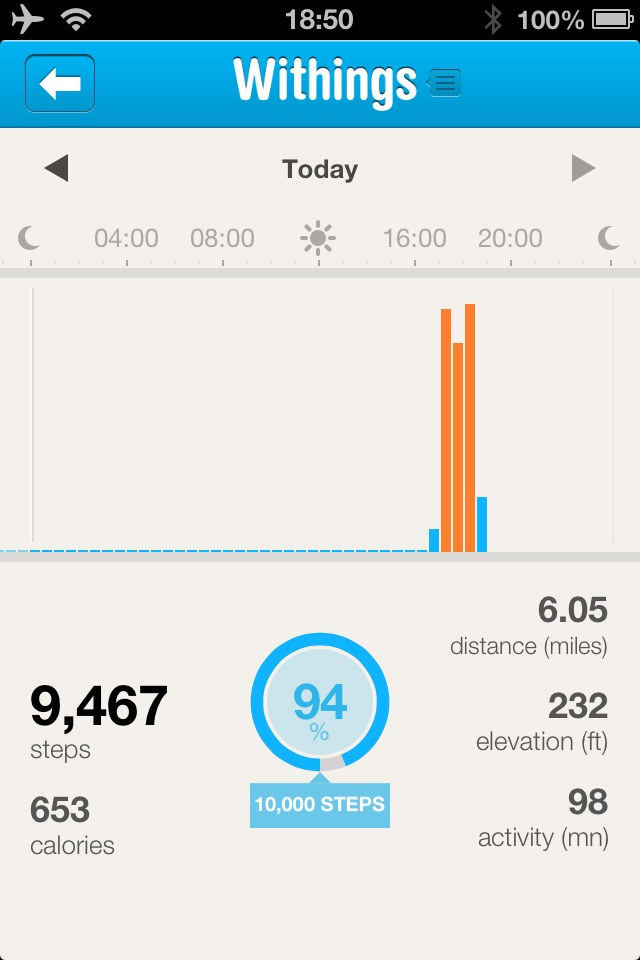 18:50 100%
Withings
Today
04:00 08:00 16:00 20:00
6.05
distance (miles)
9,467
steps
94
%
232
elevation (ft)
10,000 STEPS
653
calories
98
activity (mn)